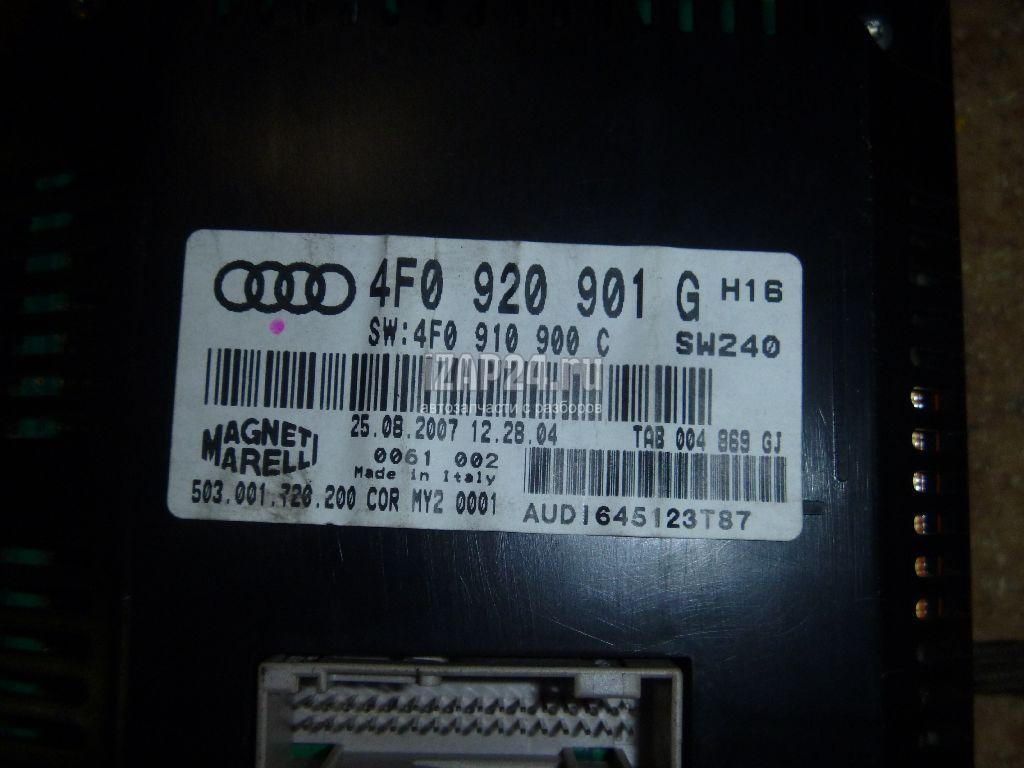 4F0 920 901 G H16
SW:4F0 910 900 C SW240
iZAP24.ru
автозапчасти с разборов
25.08.2007 12.28.04 TAB 004 869 GJ
MAGNETI
MARELLI
0061 002
Made in Italy
503.001.720.200 COR MY2 0001
AUDI645123T87